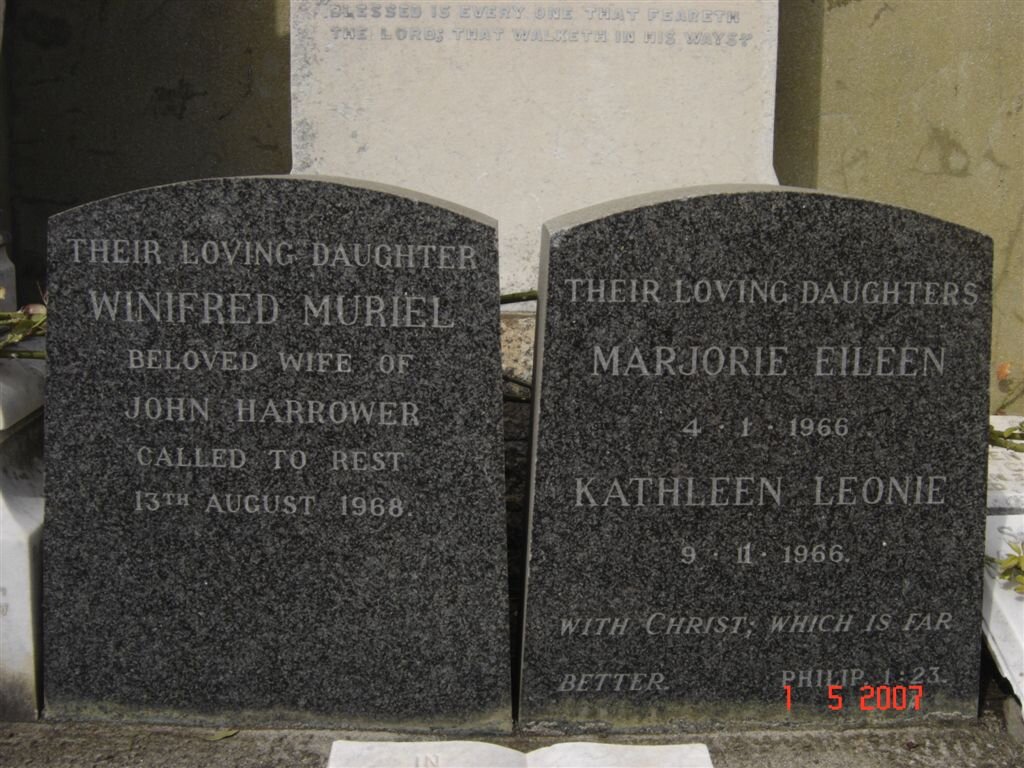 BLESSED IS EVERY ONE THAT FEARETH
THE LORD; THAT WALKETH IN HIS WAYS."
THEIR LOVING DAUGHTER
WINIFRED MURIEL
BELOVED WIFE OF
JOHN HARROWER
CALLED TO REST
13TH AUGUST 1968.
THEIR LOVING DAUGHTERS
MARJORIE EILEEN
4 · 1 · 1966
KATHLEEN LEONIE
9 · 11 · 1966.
WITH CHRIST; WHICH IS FAR
BETTER. PHILIP. 1:23.
1 5 2007
IN